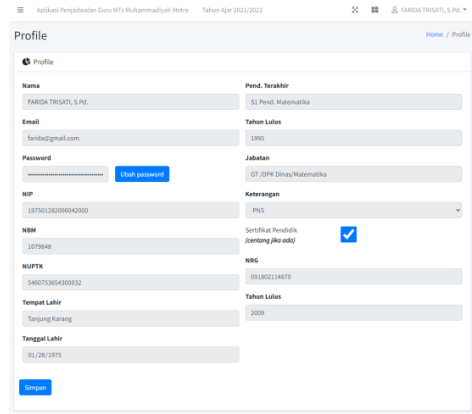 Aplikasi Penjadwalan Guru MTs Muhammadiyah Metro Tahun Ajar 2021/2022
FARIDA TRISATI, S.Pd.
Profile
Home / Profile
Profile
Nama
FARIDA TRISATI, S.Pd.
Email
farida@gmail.com
Password
Ubah password
NIP
197501282006042000
NBM
1079848
NUPTK
5460753654300032
Tempat Lahir
Tanjung Karang
Tanggal Lahir
01/28/1975
Simpan
Pend. Terakhir
S1 Pend. Matematika
Tahun Lulus
1995
Jabatan
GT /DPK Dinas/Matematika
Keterangan
PNS
Sertifikat Pendidik
(centang jika ada)
NRG
091802114870
Tahun Lulus
2009